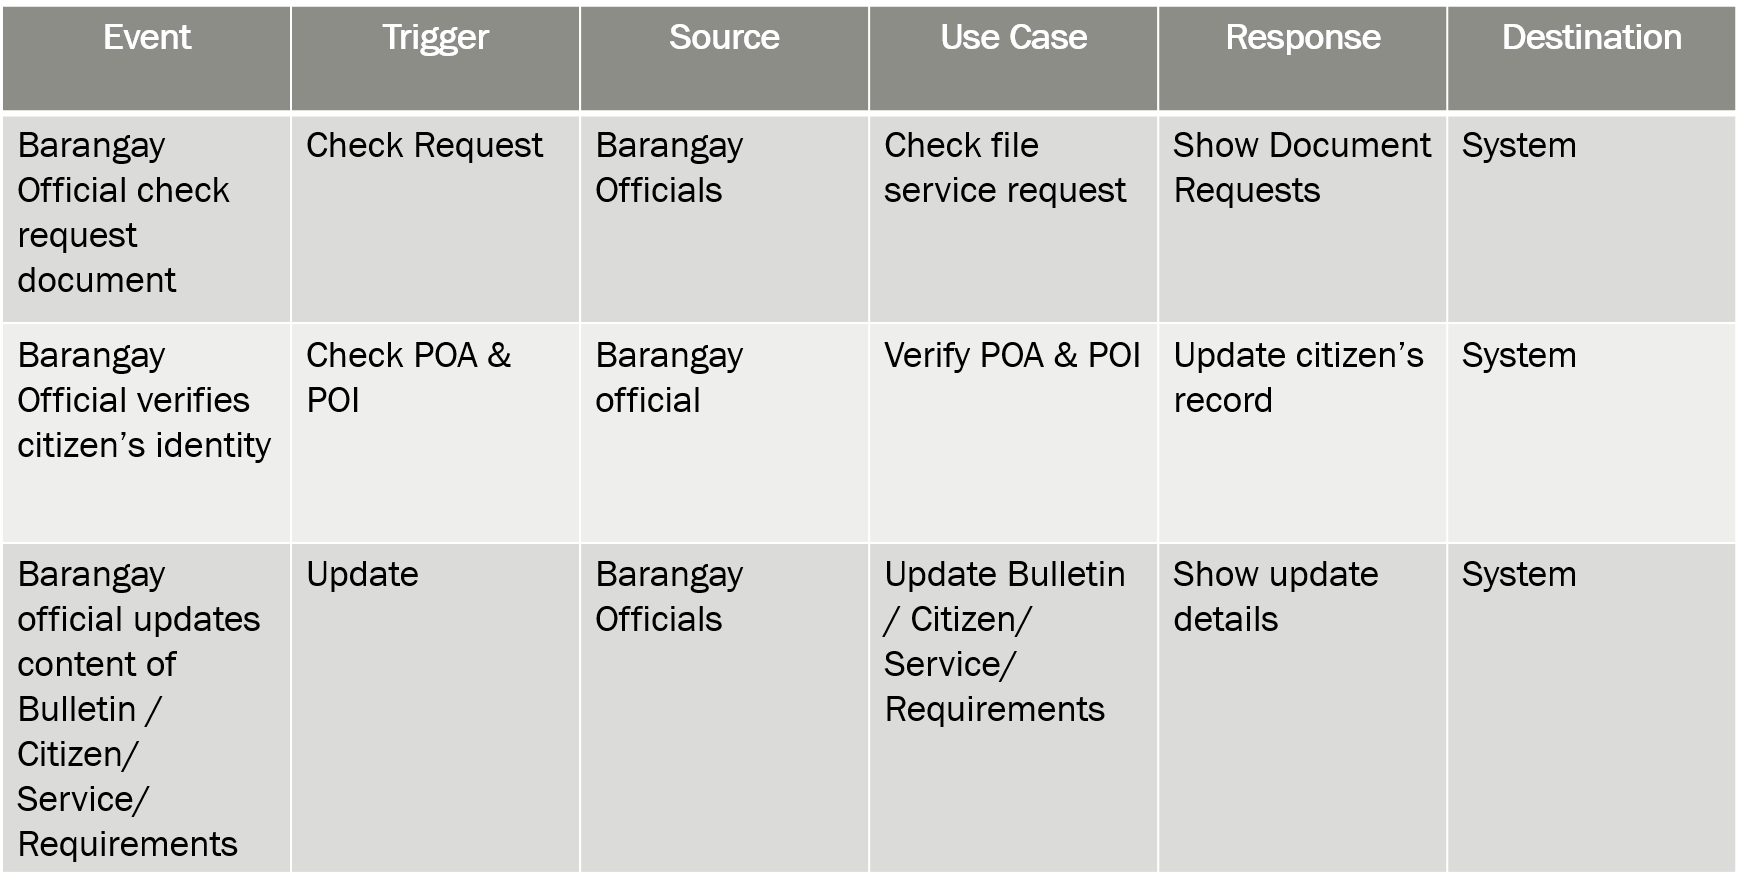 Event
Trigger
Source
Use Case
Response
Destination
Barangay
Official check
request
document
Check Request
Barangay
Officials
Check file
service request
Show Document
Requests
System
Barangay
Official verifies
citizen’s identity
Check POA &
POI
Barangay
official
Verify POA & POI
Update citizen’s
record
System
Barangay
official updates
content of
Bulletin /
Citizen/
Service/
Requirements
Update
Barangay
Officials
Update Bulletin
/ Citizen/
Service/
Requirements
Show update
details
System